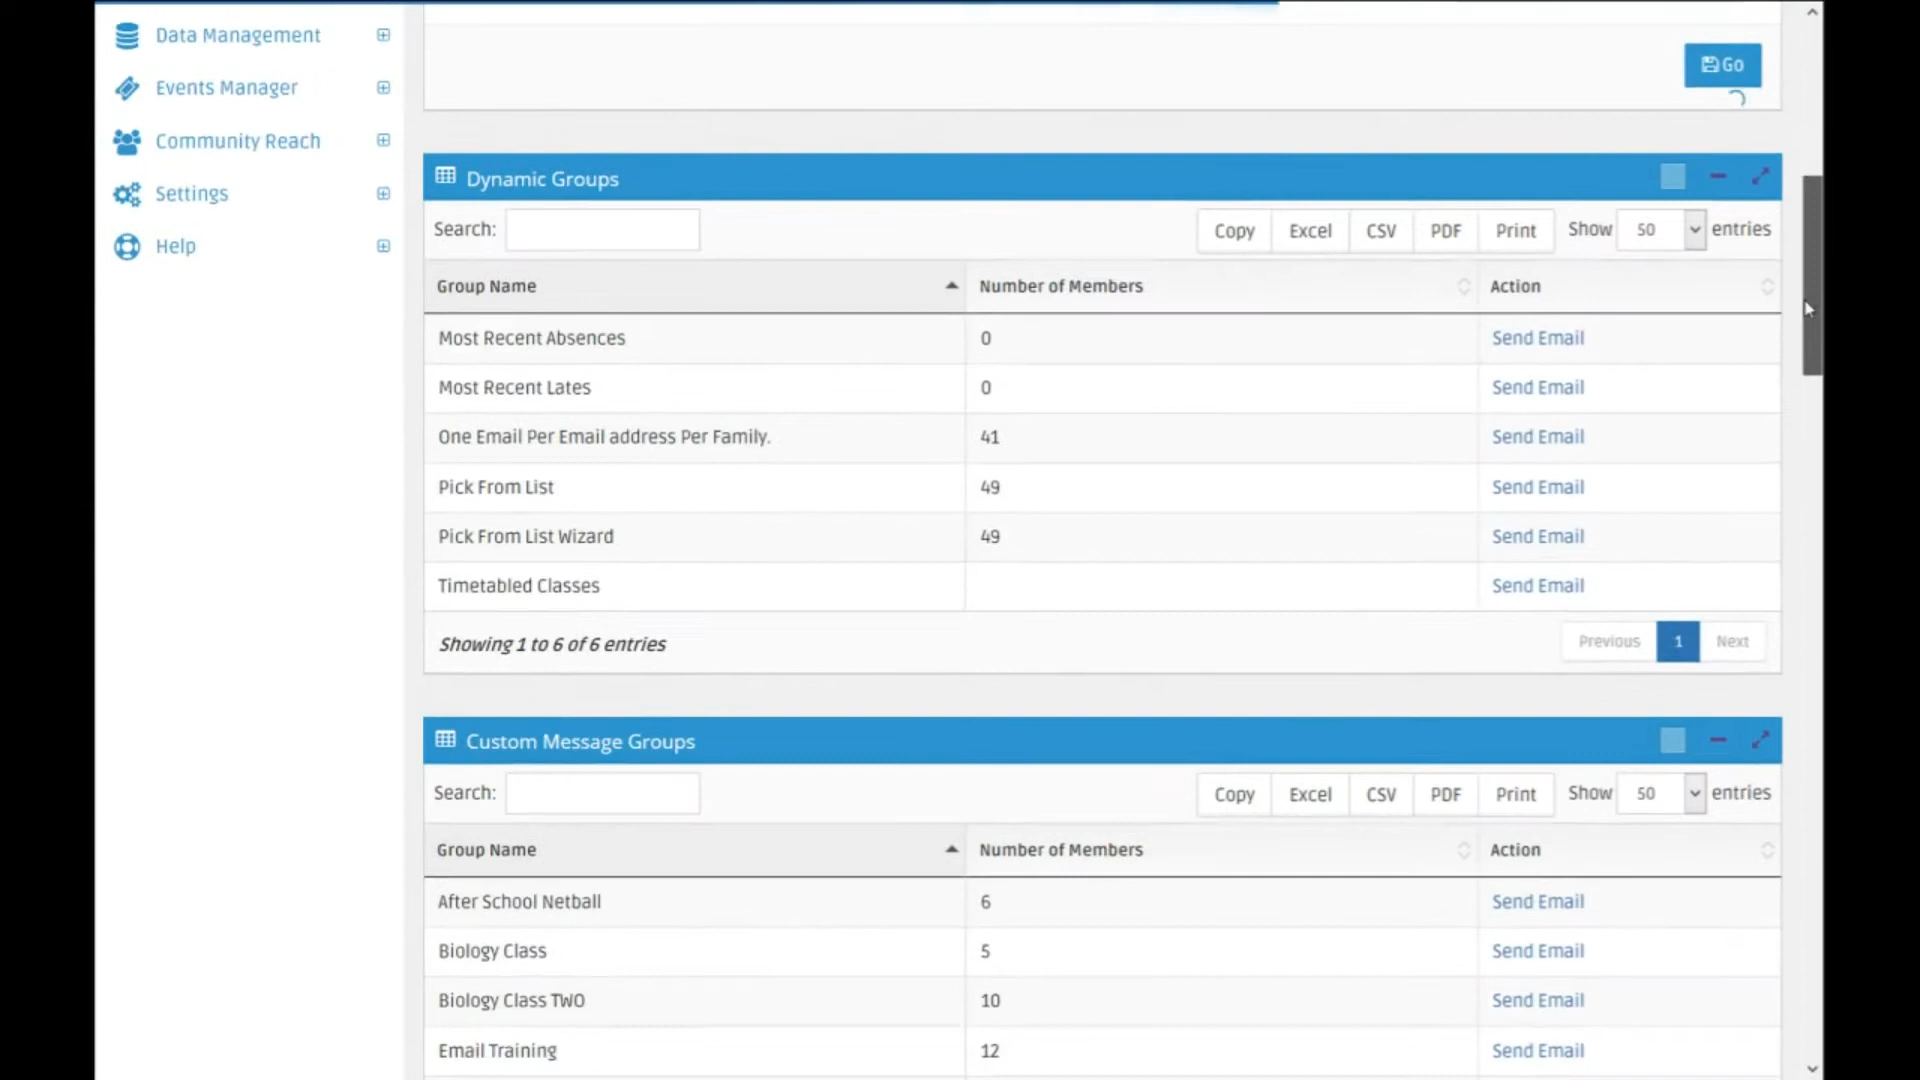 Data Management
Events Manager
Community Reach
Settings
Help
Go
Dynamic Groups
Search: Copy Excel CSV PDF Print Show 50 entries
Group Name Number of Members Action
Most Recent Absences 0 Send Email
Most Recent Lates 0 Send Email
One Email Per Email address Per Family. 41 Send Email
Pick From List 49 Send Email
Pick From List Wizard 49 Send Email
Timetabled Classes Send Email
Showing 1 to 6 of 6 entries Previous 1 Next
Custom Message Groups
Search: Copy Excel CSV PDF Print Show 50 entries
Group Name Number of Members Action
After School Netball 6 Send Email
Biology Class 5 Send Email
Biology Class TWO 10 Send Email
Email Training 12 Send Email